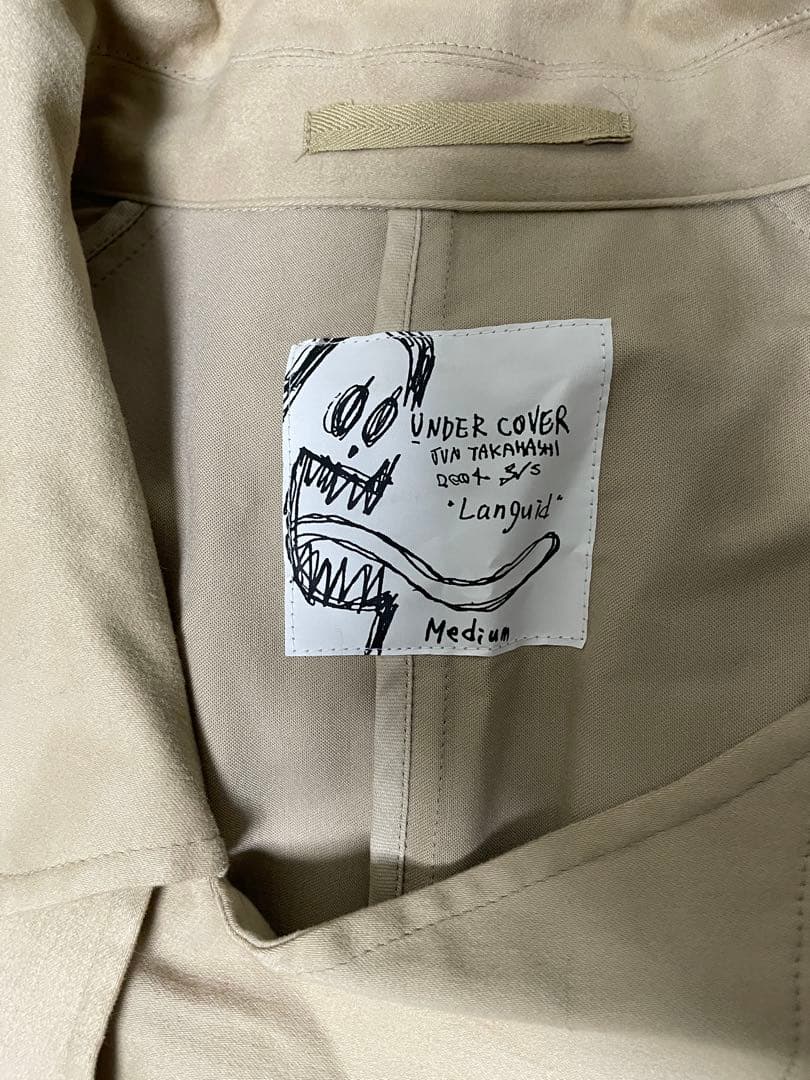 UNDER COVER
JUN TAKAHASHI
2004 S/S
"Languid"
Medium